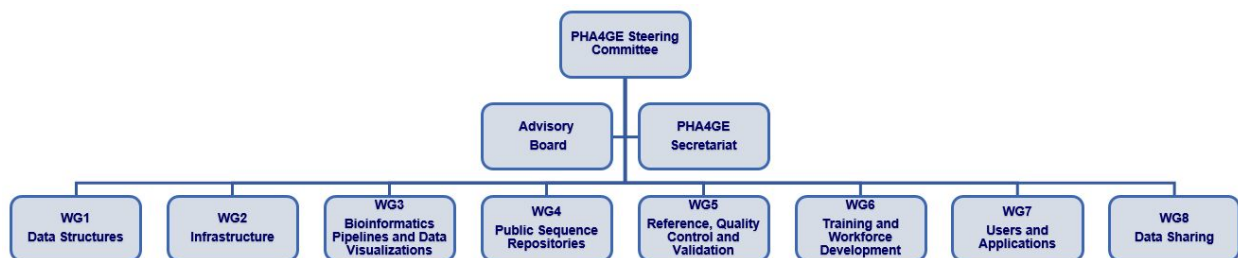 PHA4GE Steering
Committee
Advisory
Board
PHA4GE
Secretariat
WG1
Data Structures
WG2
Infrastructure
WG3
Bioinformatics
Pipelines and Data
Visualizations
WG4
Public Sequence
Repositories
WG5
Reference, Quality
Control and
Validation
WG6
Training and
Workforce
Development
WG7
Users and
Applications
WG8
Data Sharing